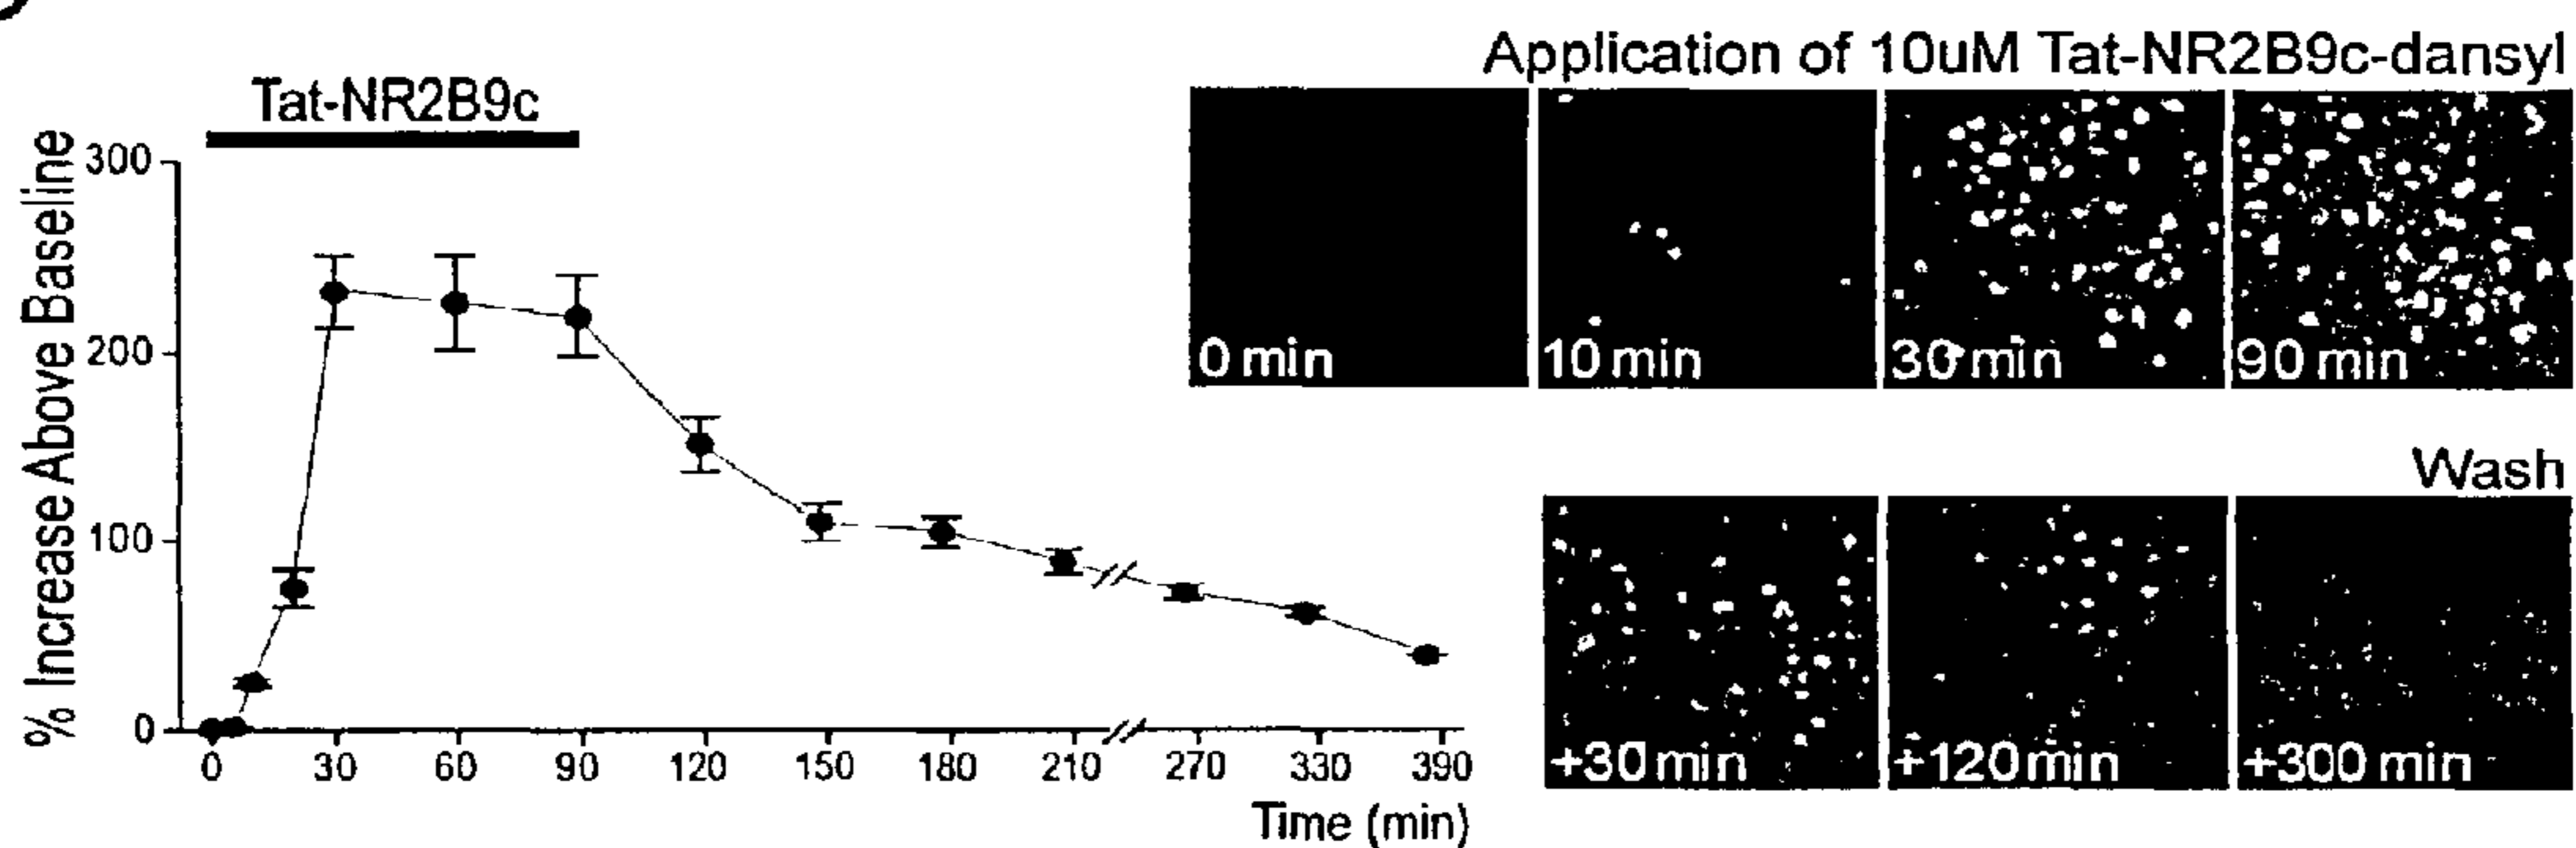 Tat-NR2B9c
% Increase Above Baseline
300
200
100
0
0 30 60 90 120 150 180 210 270 330 390
Time (min)
Application of 10uM Tat-NR2B9c-dansyl
0 min 10 min 30 min 90 min
Wash
+30 min +120 min +300 min